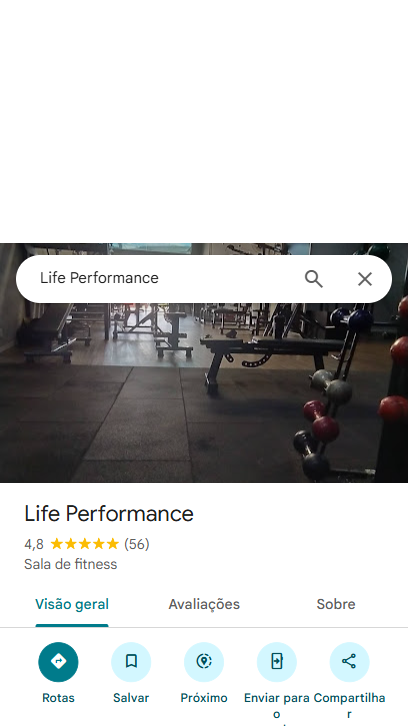 Life Performance
Life Performance
4,8 (56)
Sala de fitness
Visão geral Avaliações Sobre
Rotas Salvar Próximo Enviar para o Compartilhar